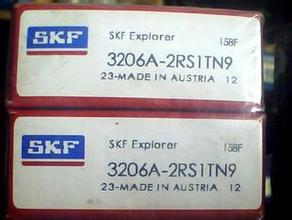 SKF
SKF Explorer
158F
3206A-2RS1TN9
23-MADE IN AUSTRIA 12
SKF
SKF Explorer
158F
3206A-2RS1TN9
23-MADE IN AUSTRIA 12